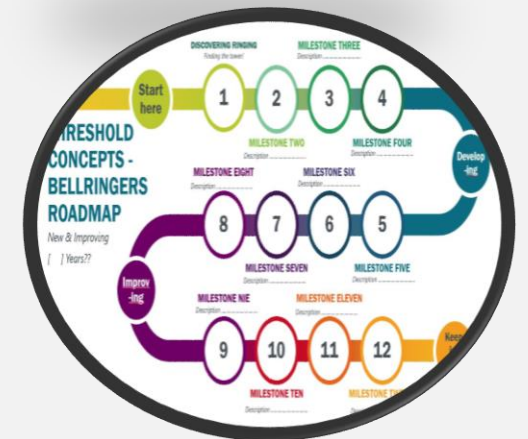 DISCOVERING RINGING
Finding the tower!
MILESTONE THREE
Description
Start
here
1
2
3
4
MILESTONE TWO
Description
MILESTONE FOUR
Description
CONCEPTS -
BELLRINGERS
ROADMAP
New & Improving
[ ] Years??
Develop
-ing
MILESTONE EIGHT
Description
MILESTONE SIX
Description
8
7
6
5
MILESTONE SEVEN
Description
MILESTONE FIVE
Description
Improv
-ing
MILESTONE NIE
Description
MILESTONE ELEVEN
Description
9
10
11
12
MILESTONE TEN
Description
MILESTONE